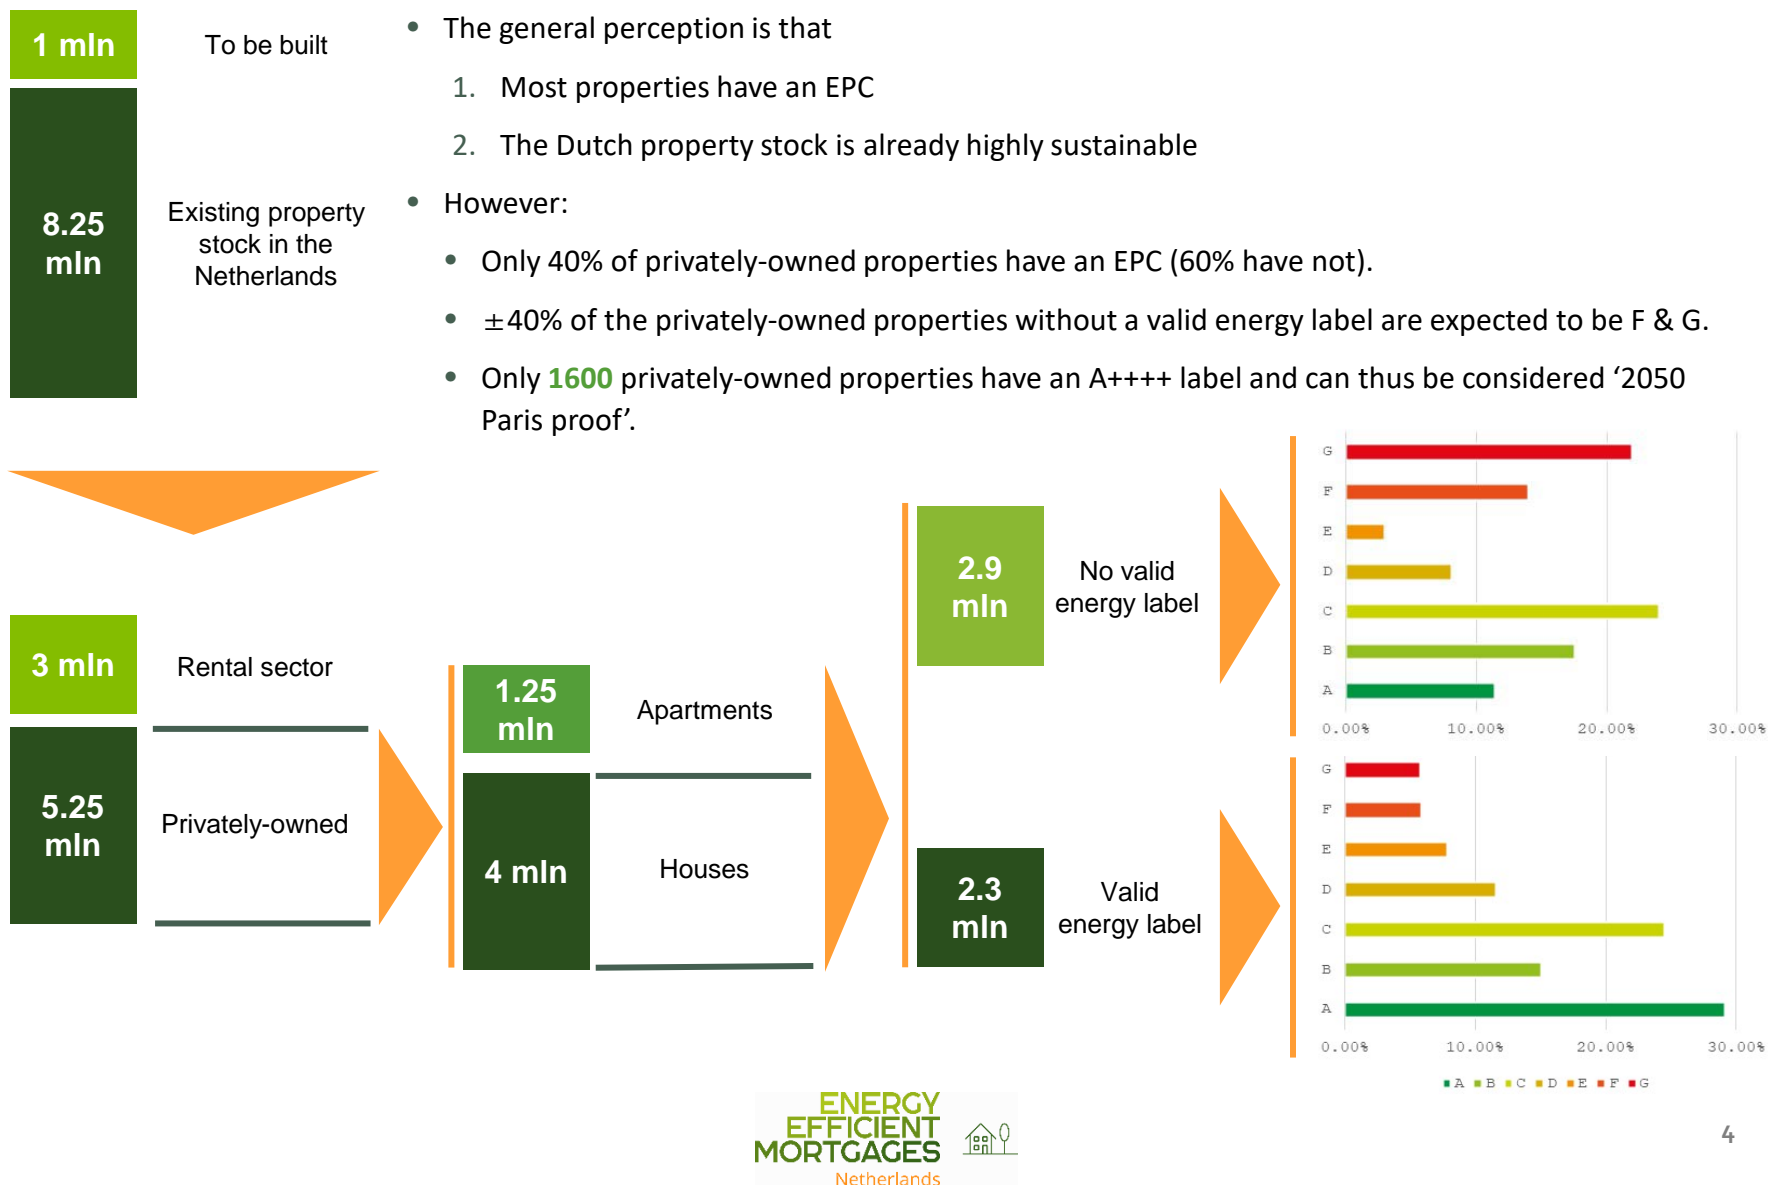 1 mln
To be built
• The general perception is that
1. Most properties have an EPC
2. The Dutch property stock is already highly sustainable
8.25
mln
Existing property
stock in the
Netherlands
• However:
• Only 40% of privately-owned properties have an EPC (60% have not).
• ±40% of the privately-owned properties without a valid energy label are expected to be F & G.
• Only 1600 privately-owned properties have an A++++ label and can thus be considered ‘2050
Paris proof’.
3 mln
Rental sector
5.25
mln
Privately-owned
1.25
mln
Apartments
4 mln
Houses
2.9
mln
No valid
energy label
2.3
mln
Valid
energy label
G
F
E
D
C
B
A
0.00% 10.00% 20.00% 30.00%
G
F
E
D
C
B
A
0.00% 10.00% 20.00% 30.00%
A B C D E F G
ENERGY
EFFICIENT
MORTGAGES
Netherlands
4